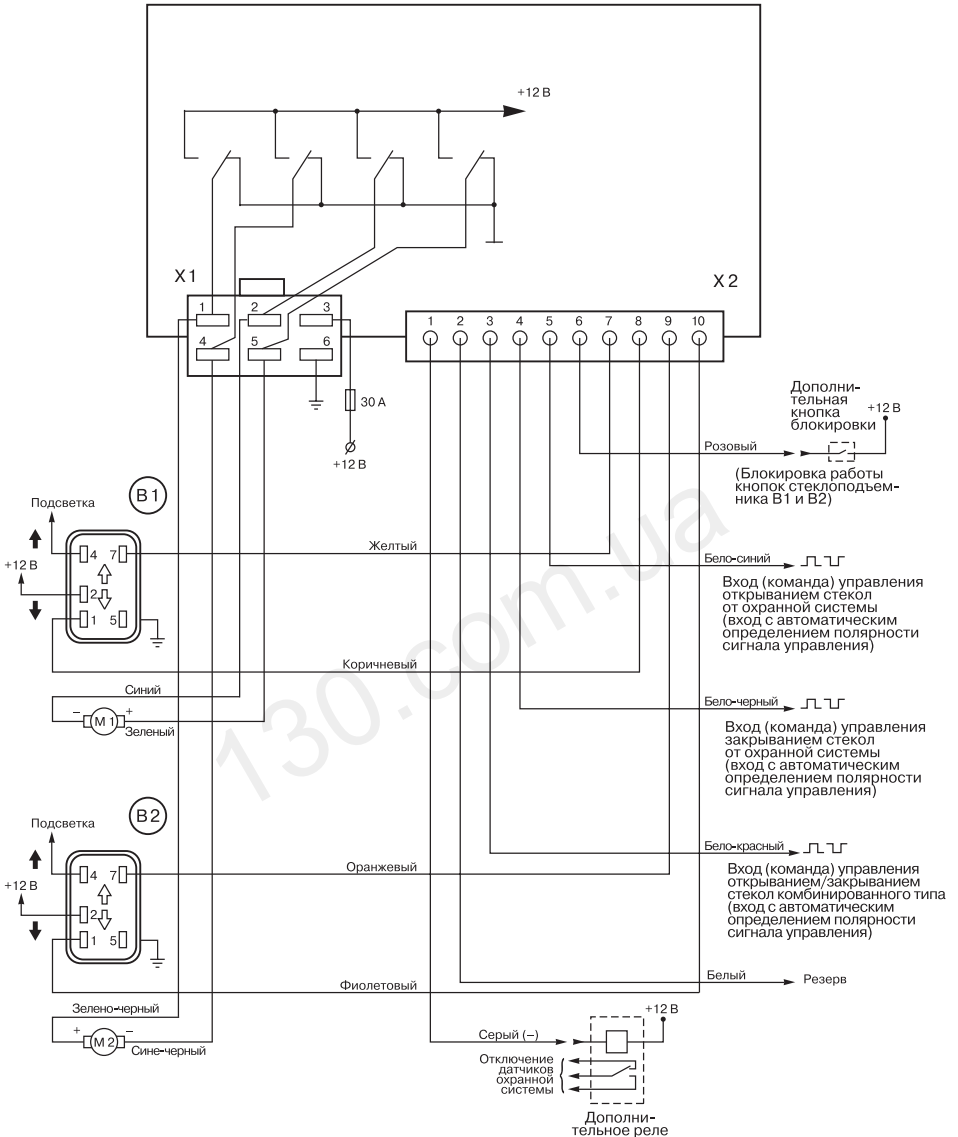 +12 В
X1
X2
1
2
3
4
5
6
1
2
3
4
5
6
7
8
9
10
30 А
+12 В
Дополни-
тельная
кнопка
блокировки
+12 В
Розовый
(Блокировка работы
кнопок стеклоподъем-
ника В1 и В2)
В1
Подсветка
+12 В
4
7
2
1
5
Желтый
Бело-синий
Вход (команда) управления
открыванием стекол
от охранной системы
(вход с автоматическим
определением полярности
сигнала управления)
Коричневый
Синий
–
М1
+
Зеленый
Бело-черный
Вход (команда) управления
закрыванием стекол
от охранной системы
(вход с автоматическим
определением полярности
сигнала управления)
В2
Подсветка
+12 В
4
7
2
1
5
Оранжевый
Бело-красный
Вход (команда) управления
открыванием/закрыванием
стекол комбинированного типа
(вход с автоматическим
определением полярности
сигнала управления)
Фиолетовый
Белый
Резерв
Зелено-черный
+
М2
–
Сине-черный
Серый (–)
+12 В
Отключение
датчиков
охранной
системы
Дополни-
тельное реле
130.com.ua